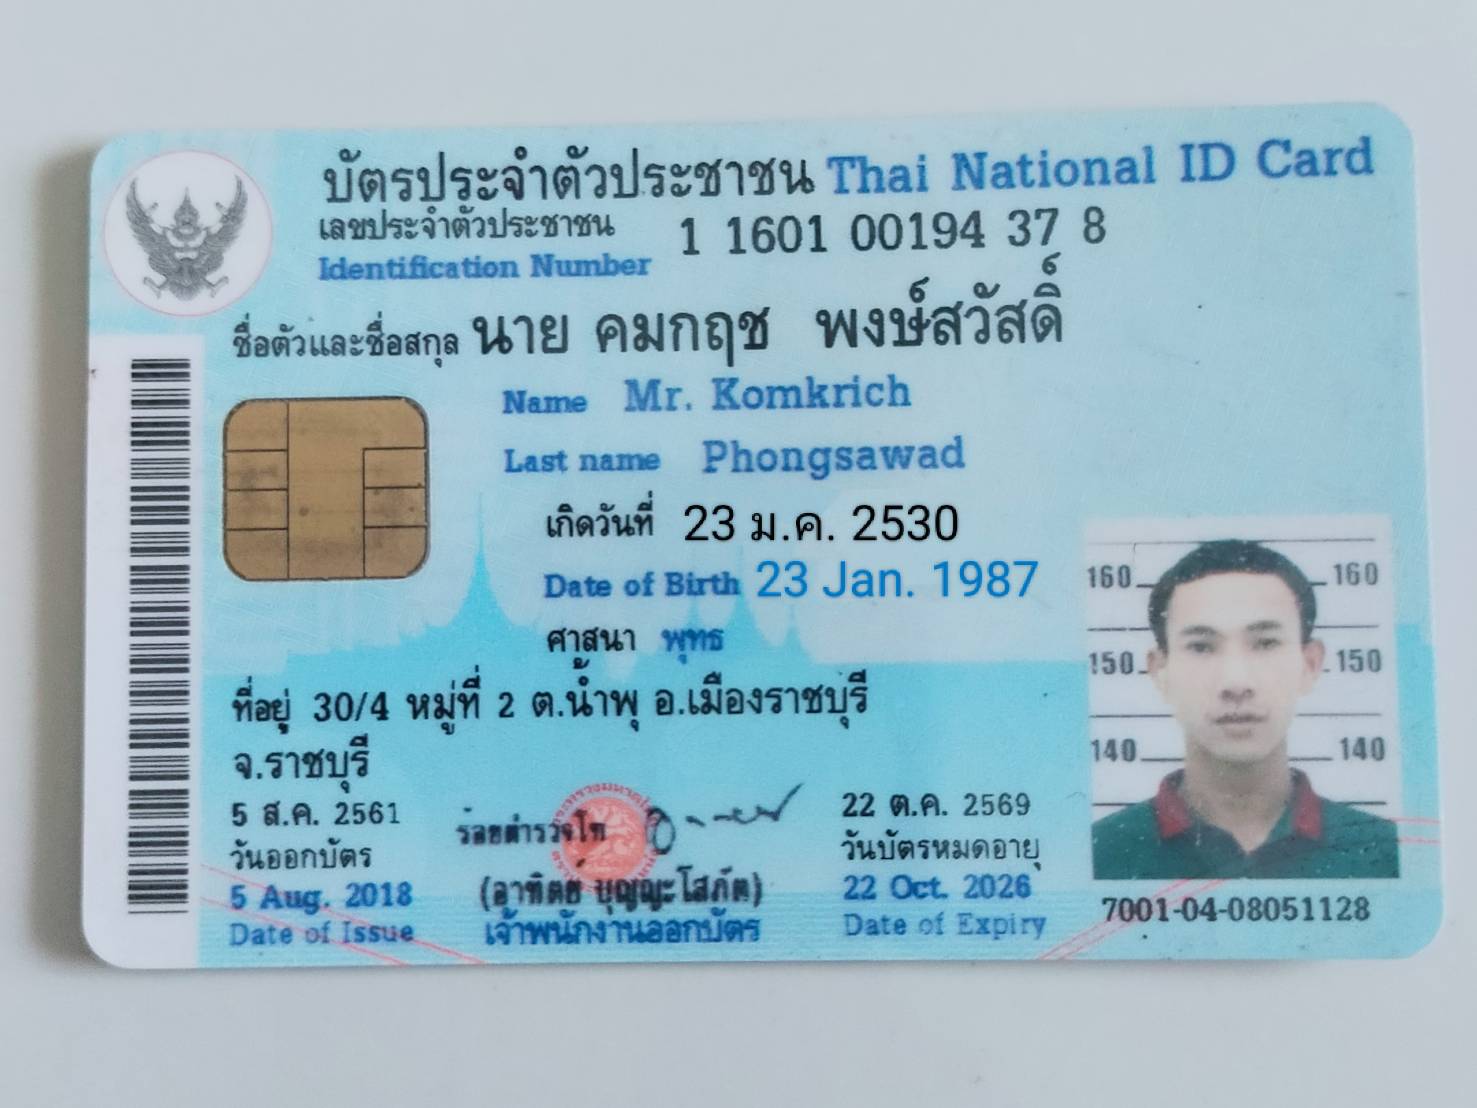 บัตรประจำตัวประชาชน Thai National ID Card
เลขประจำตัวประชาชน
Identification Number 1 1601 00194 37 8
ชื่อตัวและชื่อสกุล นาย คมกฤช พงษ์สวัสดิ์
Name Mr. Komkrich
Last name Phongsawad
เกิดวันที่ 23 ม.ค. 2530
Date of Birth 23 Jan. 1987
ศาสนา พุทธ
ที่อยู่ 30/4 หมู่ที่ 2 ต.น้ำพุ อ.เมืองราชบุรี
จ.ราชบุรี
5 ส.ค. 2561
วันออกบัตร
5 Aug. 2018
Date of Issue
ร้อยตำรวจโท
(อาทิตย์ บุญญะโสภัต)
เจ้าพนักงานออกบัตร
22 ต.ค. 2569
วันบัตรหมดอายุ
22 Oct. 2026
Date of Expiry
160 160
150 150
140 140
7001-04-08051128